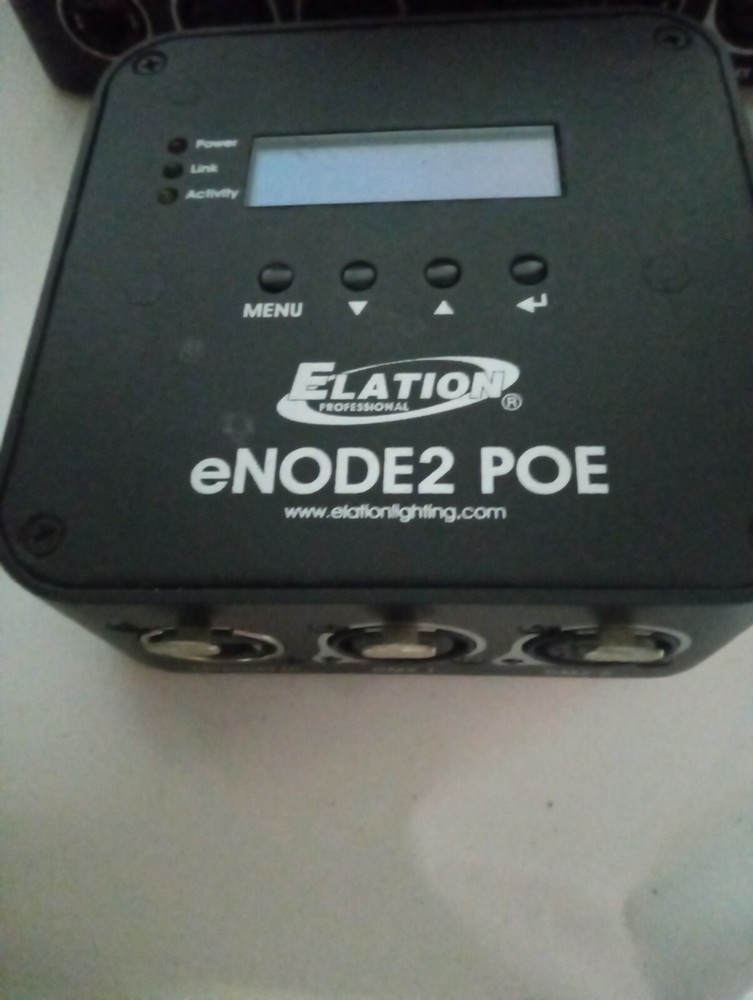 Power
Link
Activity
MENU
ELATION
PROFESSIONAL
®
eNODE2 POE
www.elationlighting.com